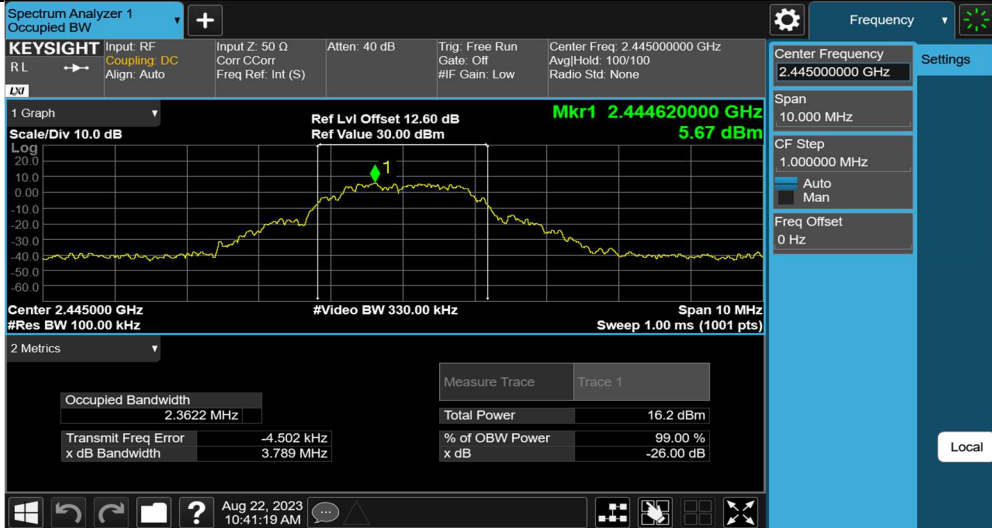 Spectrum Analyzer 1
Occupied BW
+
Frequency
KEYSIGHT
RL
LXI
Input: RF
Coupling: DC
Align: Auto
Input Z: 50 Ω
Corr CCorr
Freq Ref: Int (S)
Atten: 40 dB
Trig: Free Run
Gate: Off
#IF Gain: Low
Center Freq: 2.445000000 GHz
Avg|Hold: 100/100
Radio Std: None
Center Frequency
2.445000000 GHz
Settings
Span
10.000 MHz
CF Step
1.000000 MHz
Auto
Man
Freq Offset
0 Hz
Local
1 Graph
Scale/Div 10.0 dB
Ref Lvl Offset 12.60 dB
Ref Value 30.00 dBm
Mkr1 2.444620000 GHz
5.67 dBm
Log
20.0
10.0
0.00
-10.0
-20.0
-30.0
-40.0
-50.0
-60.0
1
Center 2.445000 GHz
#Res BW 100.00 kHz
#Video BW 330.00 kHz
Span 10 MHz
Sweep 1.00 ms (1001 pts)
2 Metrics
Measure Trace Trace 1
Occupied Bandwidth
2.3622 MHz
Total Power 16.2 dBm
Transmit Freq Error -4.502 kHz
% of OBW Power 99.00 %
x dB Bandwidth 3.789 MHz
x dB -26.00 dB
?
Aug 22, 2023
10:41:19 AM